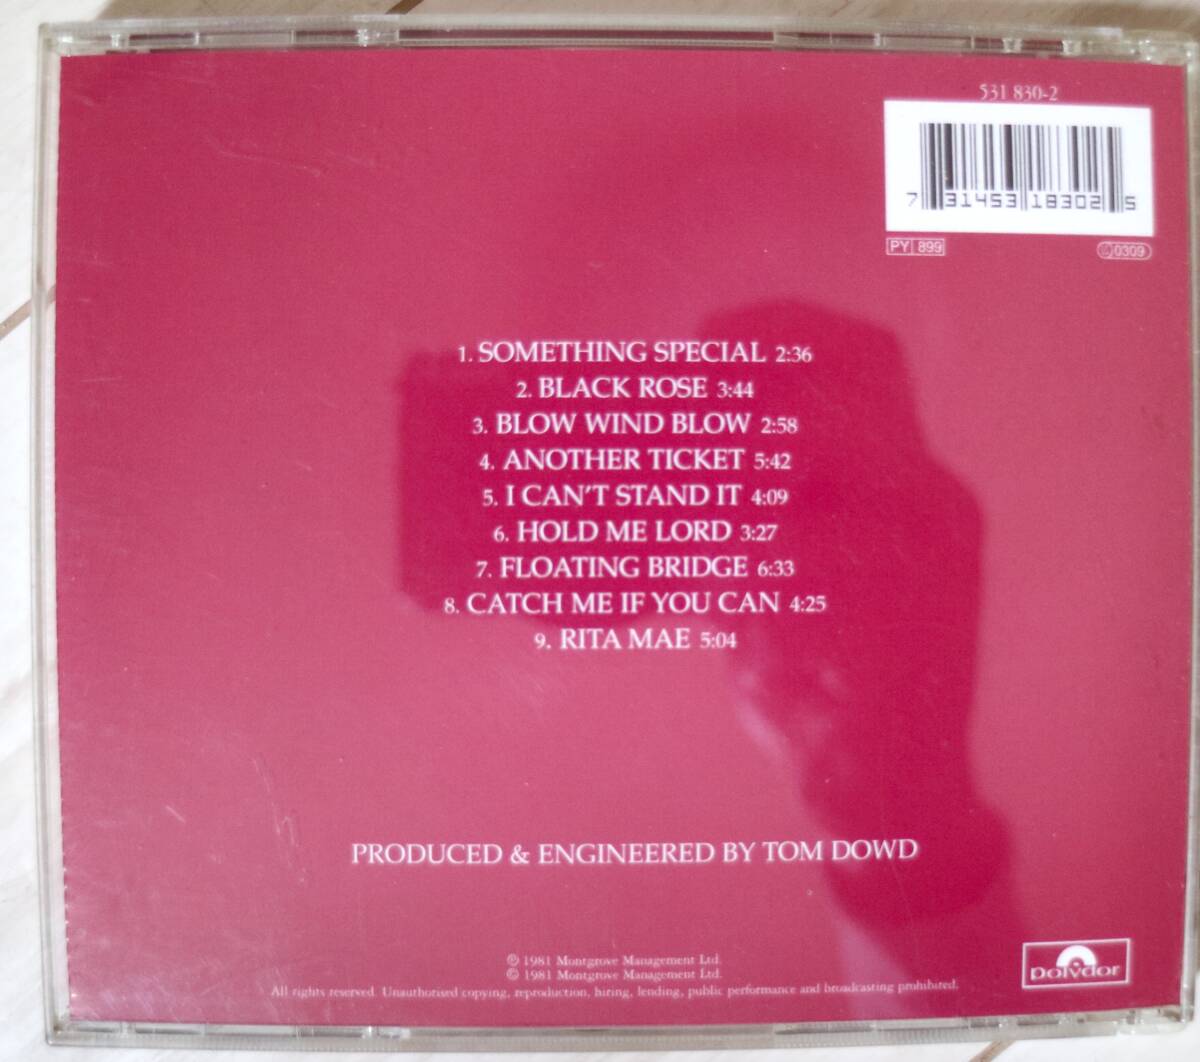 531 830-2
7 31453 18302 5
PY 899
0309
1. SOMETHING SPECIAL 2:36
2. BLACK ROSE 3:44
3. BLOW WIND BLOW 2:58
4. ANOTHER TICKET 5:42
5. I CAN'T STAND IT 4:09
6. HOLD ME LORD 3:27
7. FLOATING BRIDGE 6:33
8. CATCH ME IF YOU CAN 4:25
9. RITA MAE 5:04
PRODUCED & ENGINEERED BY TOM DOWD
℗ 1981 Montgrove Management Ltd.
© 1981 Montgrove Management Ltd.
All rights reserved. Unauthorised copying, reproduction, hiring, lending, public performance and broadcasting prohibited.
polydor